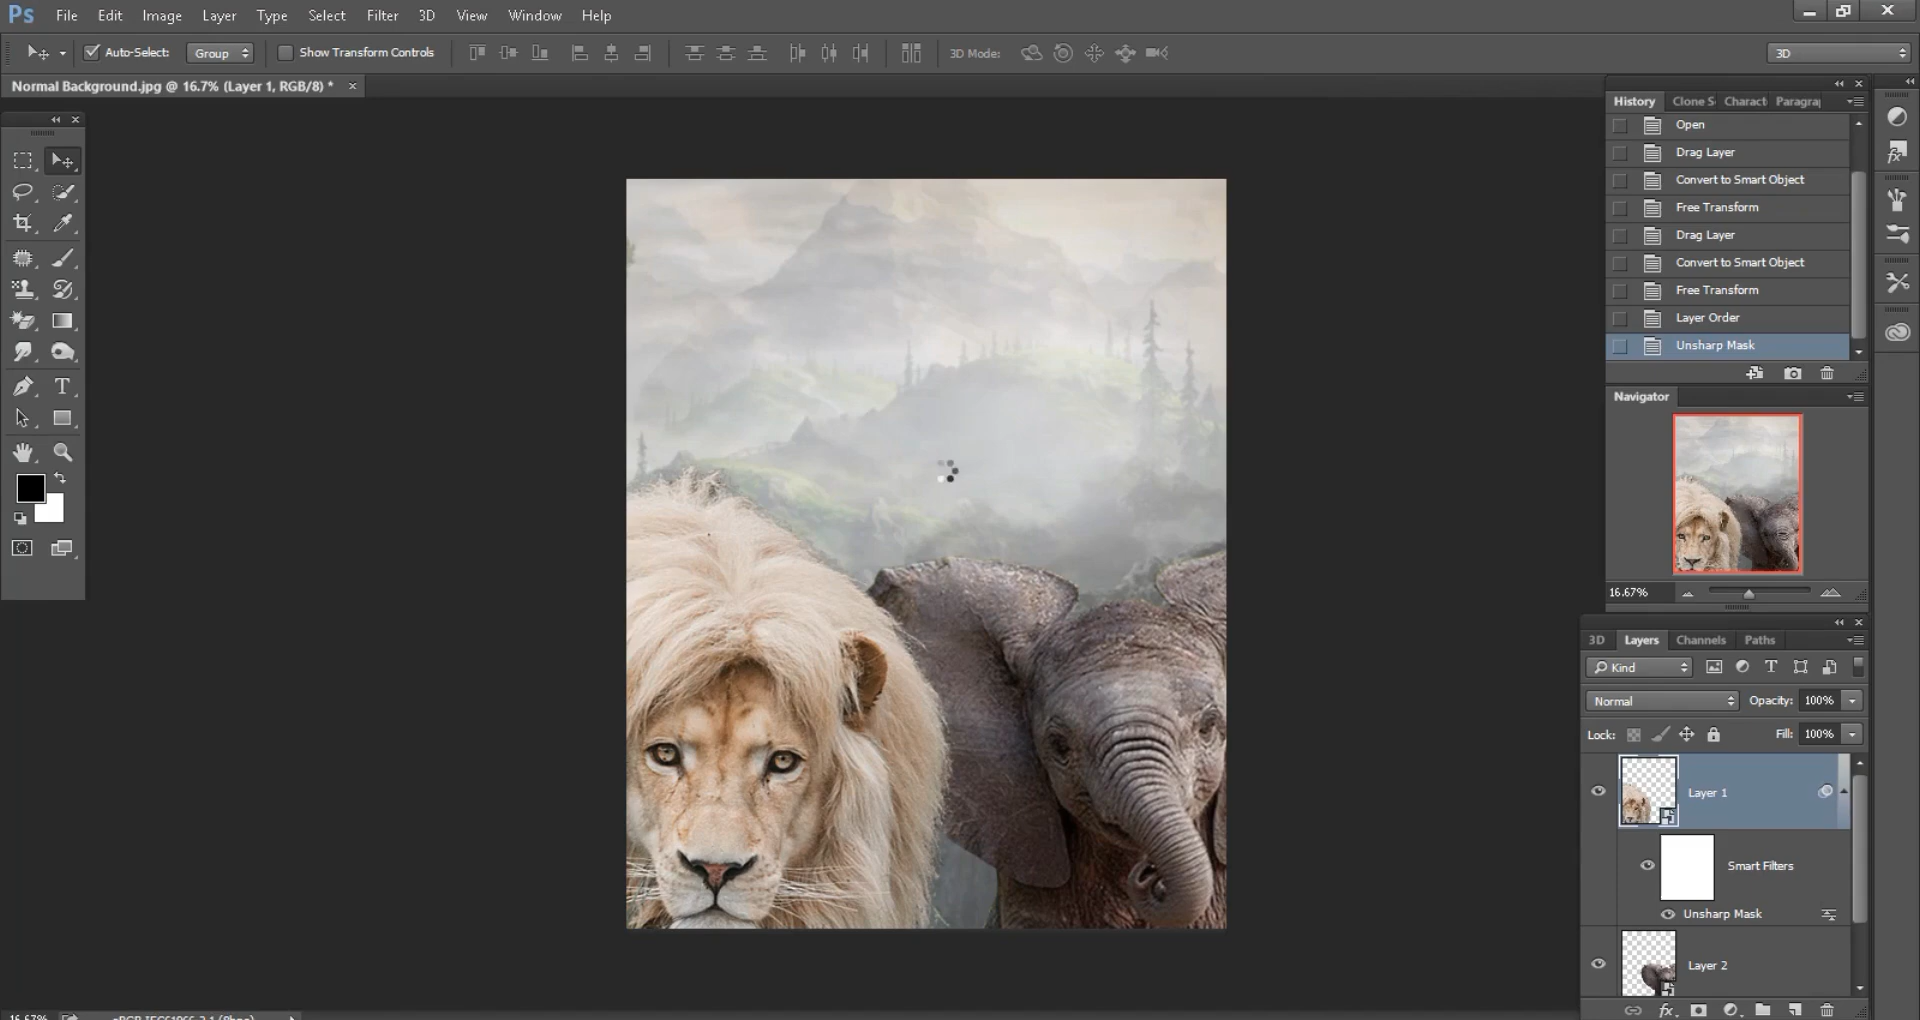 Ps File Edit Image Layer Type Select Filter 3D View Window Help
Auto-Select: Group Show Transform Controls 3D Mode: 3D
Normal Background.jpg @ 16.7% (Layer 1, RGB/8) *
History Clone S Charact Paragra
Open
Drag Layer
Convert to Smart Object
Free Transform
Drag Layer
Convert to Smart Object
Free Transform
Layer Order
Unsharp Mask
Navigator
16.67%
3D Layers Channels Paths
Kind
Normal Opacity: 100%
Lock: Fill: 100%
Layer 1
Smart Filters
Unsharp Mask
Layer 2
fx
16.67%